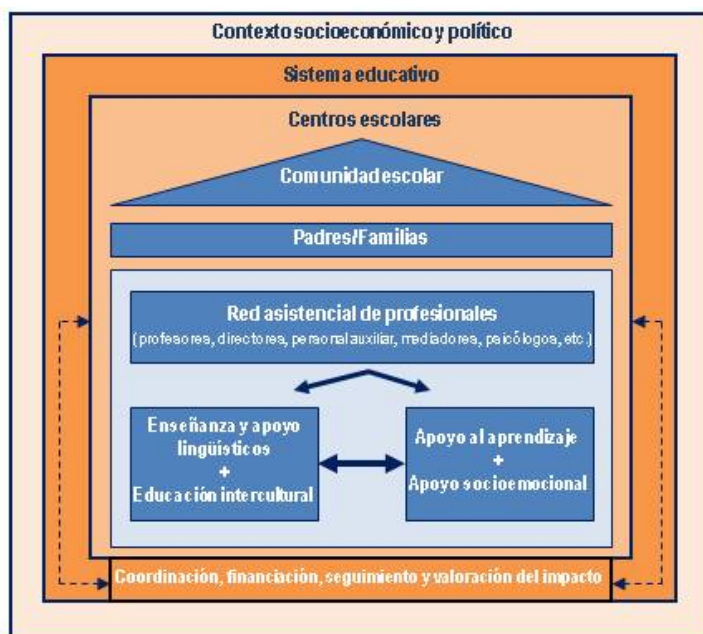 Contexto socioeconómico y político
Sistema educativo
Centros escolares
Comunidad escolar
Padres/Familias
Red asistencial de profesionales
(profesores, directores, personal auxiliar, mediadores, psicólogos, etc.)
Enseñanza y apoyo
lingüísticos
+
Educación intercultural
Apoyo al aprendizaje
+
Apoyo socioemocional
Coordinación, financiación, seguimiento y valoración del impacto